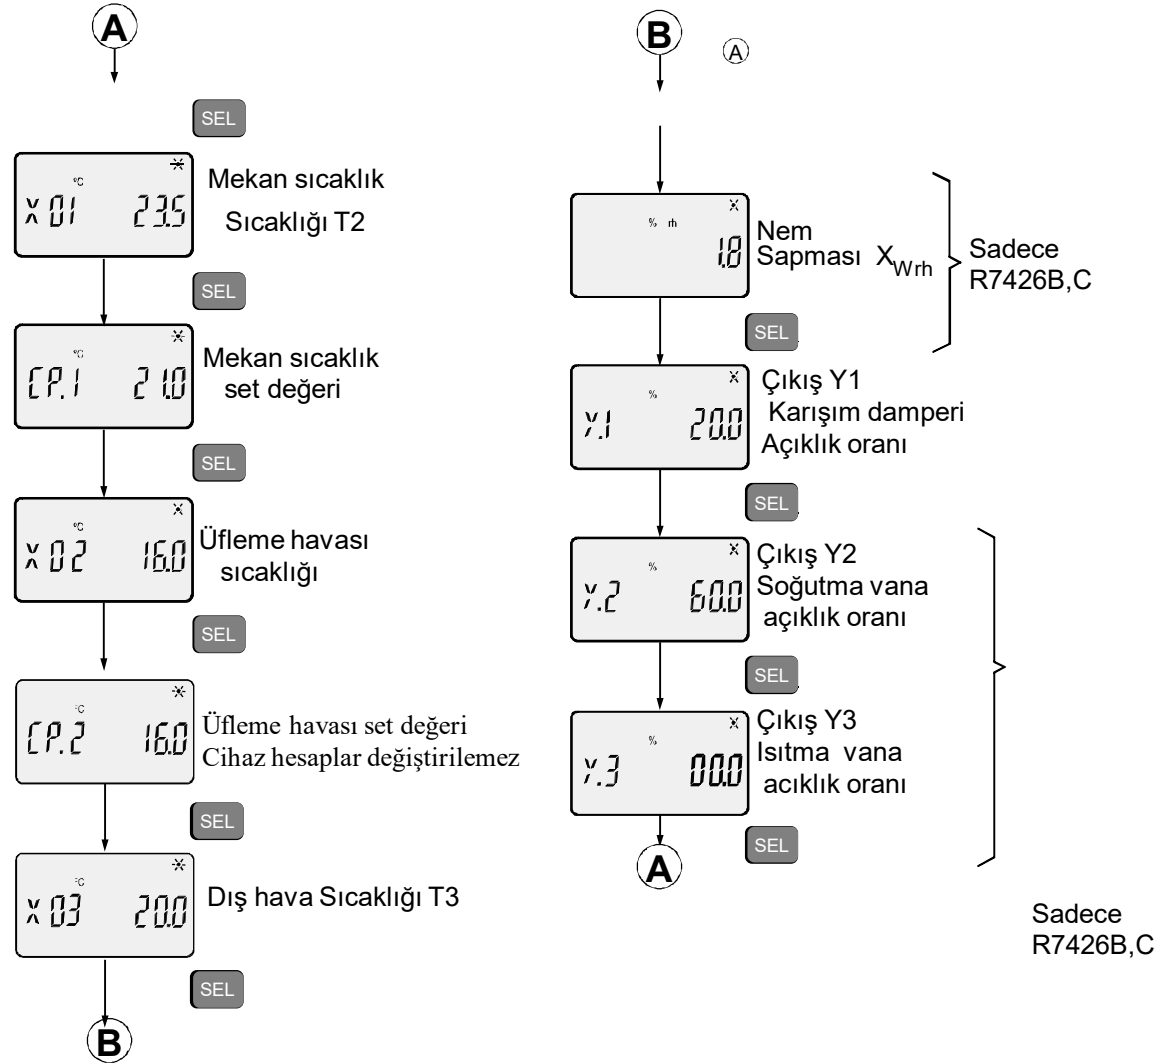 A
SEL
°C
X 01 23.5
Mekan sıcaklık
Sıcaklığı T2
SEL
°C
CP.1 21.0
Mekan sıcaklık
set değeri
SEL
°C
X 02 16.0
Üfleme havası
sıcaklığı
SEL
°C
CP.2 16.0
Üfleme havası set değeri
Cihaz hesaplar değiştirilemez
SEL
°C
X 03 20.0
Dış hava Sıcaklığı T3
SEL
B
B
A
% rh
1.8
Nem
Sapması XWrh
Sadece
R7426B,C
SEL
%
Y.1 20.0
Çıkış Y1
Karışım damperi
Açıklık oranı
SEL
%
Y.2 60.0
Çıkış Y2
Soğutma vana
açıklık oranı
SEL
%
Y.3 00.0
Çıkış Y3
Isıtma vana
acıklık oranı
SEL
A
Sadece
R7426B,C